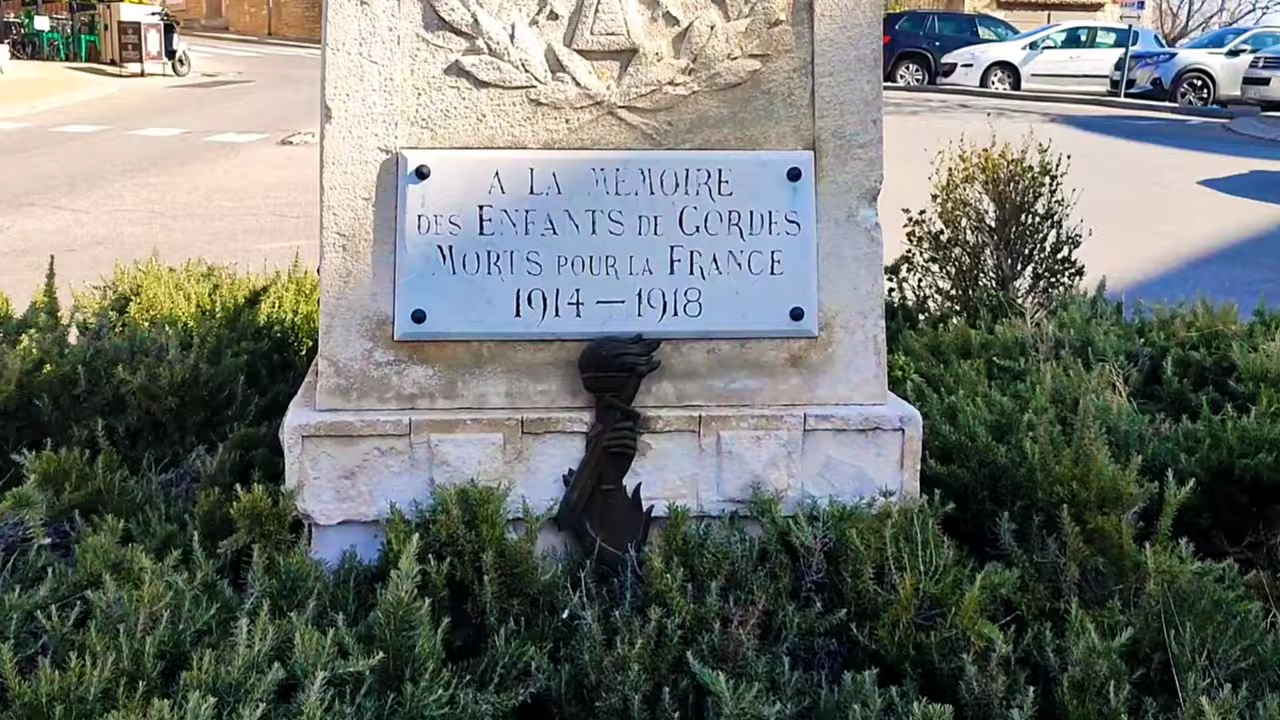 A LA MEMOIRE
DES ENFANTS DE GORDES
MORTS POUR LA FRANCE
1914 — 1918